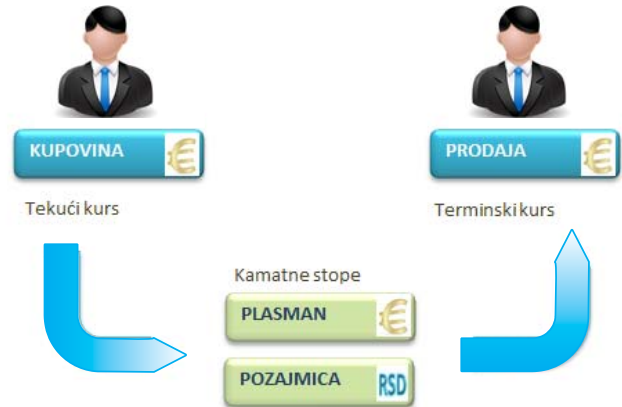 KUPOVINA €
PRODAJA €
Tekući kurs
Terminski kurs
Kamatne stope
PLASMAN €
POZAJMICA RSD